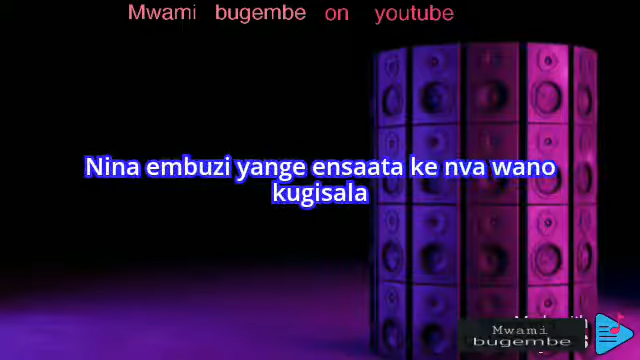 Mwami bugembe on youtube
Nina embuzi yange ensaata ke nva wano
kugisala
Mwami
bugembe